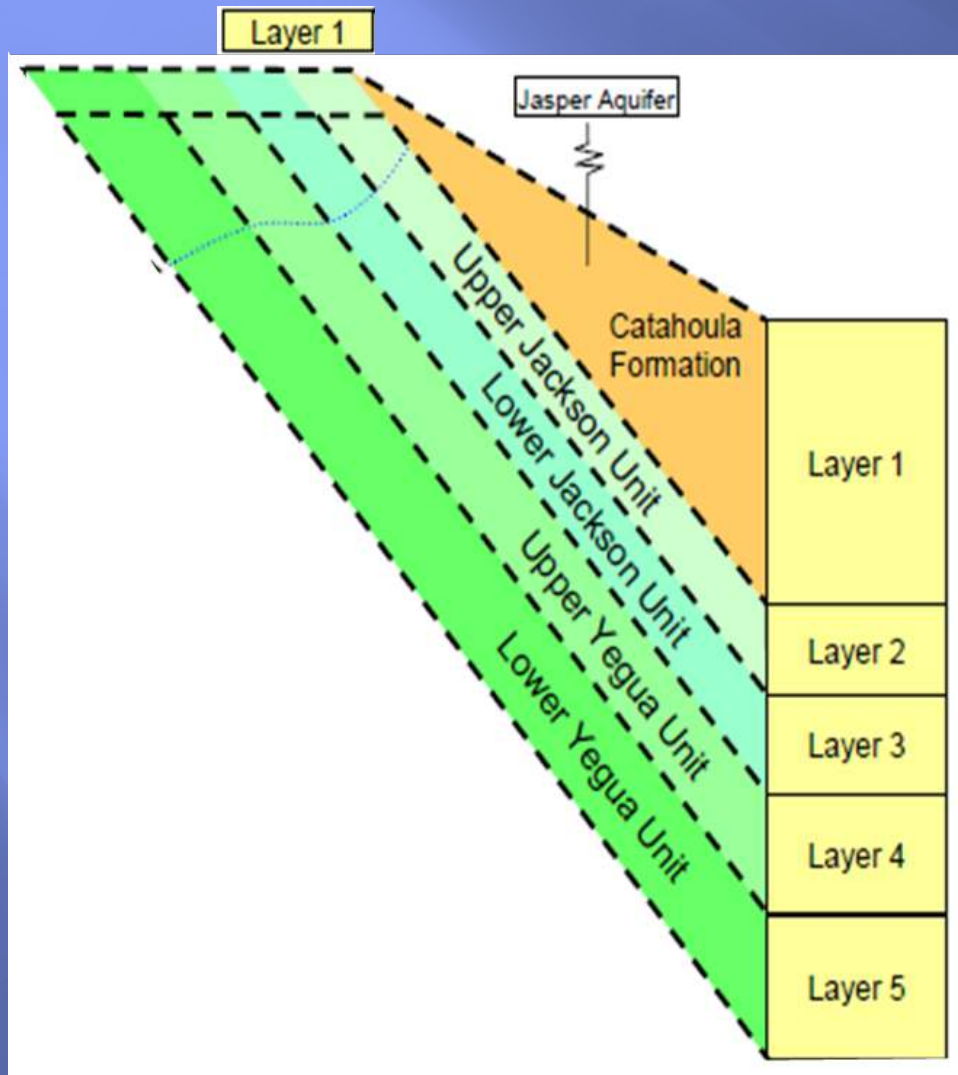 Layer 1
Jasper Aquifer
Catahoula
Formation
Upper Jackson Unit
Lower Jackson Unit
Upper Yegua Unit
Lower Yegua Unit
Layer 1
Layer 2
Layer 3
Layer 4
Layer 5